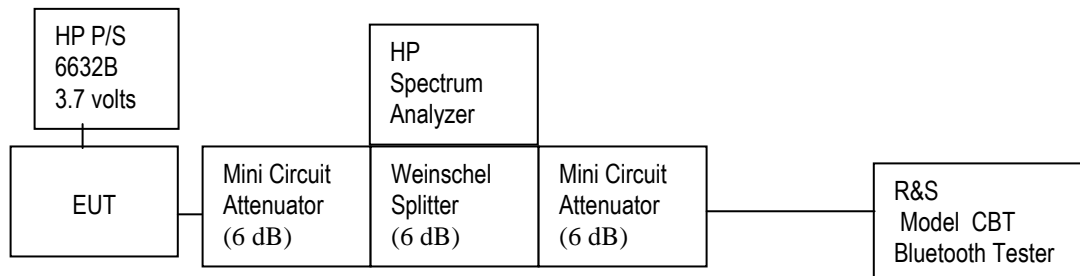 HP P/S
6632B
3.7 volts
HP
Spectrum
Analyzer
EUT
Mini Circuit
Attenuator
(6 dB)
Weinschel
Splitter
(6 dB)
Mini Circuit
Attenuator
(6 dB)
R&S
Model CBT
Bluetooth Tester